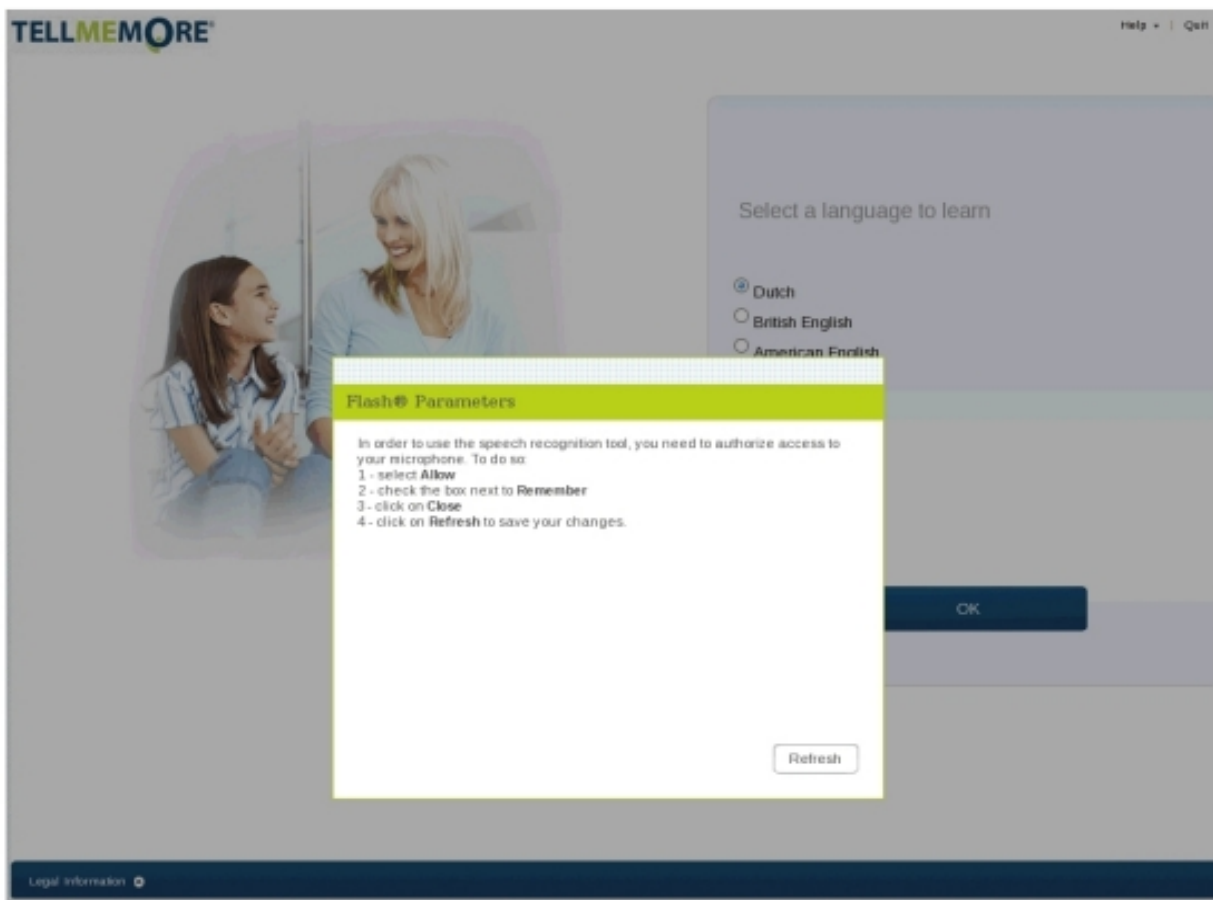 TELLMEMORE®
Help
Quit
Select a language to learn
Dutch
British English
American English
Flash® Parameters
In order to use the speech recognition tool, you need to authorize access to
your microphone. To do so:
1 - select Allow
2 - check the box next to Remember
3 - click on Close
4 - click on Refresh to save your changes.
OK
Refresh
Legal Information